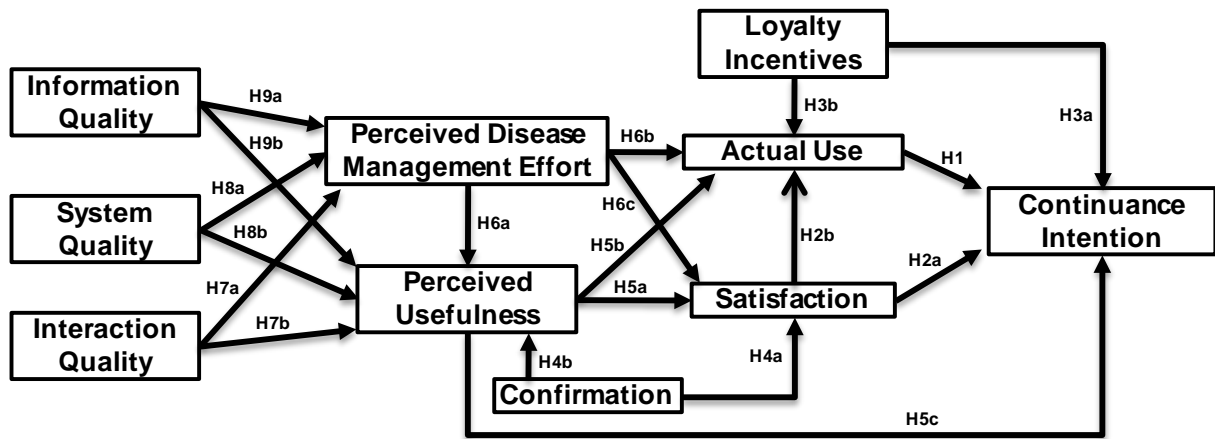 Loyalty
Incentives
Information
Quality
H9a
H3b
H3a
Perceived Disease
Management Effort
H6b
Actual Use
H1
H9b
H8a
System
Quality
H8b
H6a
H6c
H5b
H2b
Continuance
Intention
H2a
H7a
Perceived
Usefulness
H5a
Satisfaction
Interaction
Quality
H7b
H4b
H4a
Confirmation
H5c